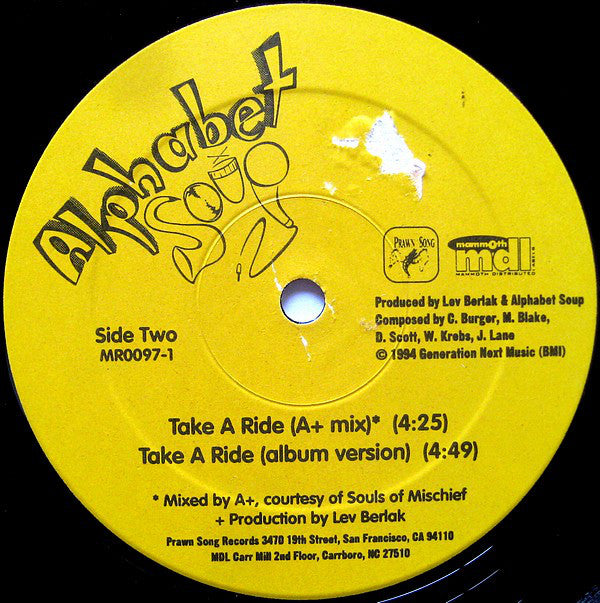 Alphabet
Soup
PRAWN SONG
mammoth
mdl
MAMMOTH DISTRIBUTED
LABELS
Produced by Lev Berlak & Alphabet Soup
Composed by C. Burger, M. Blake,
D. Scott, W. Krebs, J. Lane
© 1994 Generation Next Music (BMI)
Side Two
MR0097-1
Take A Ride (A+ mix)* (4:25)
Take A Ride (album version) (4:49)
* Mixed by A+, courtesy of Souls of Mischief
+ Production by Lev Berlak
Prawn Song Records 3470 19th Street, San Francisco, CA 94110
MDL Carr Mill 2nd Floor, Carrboro, NC 27510